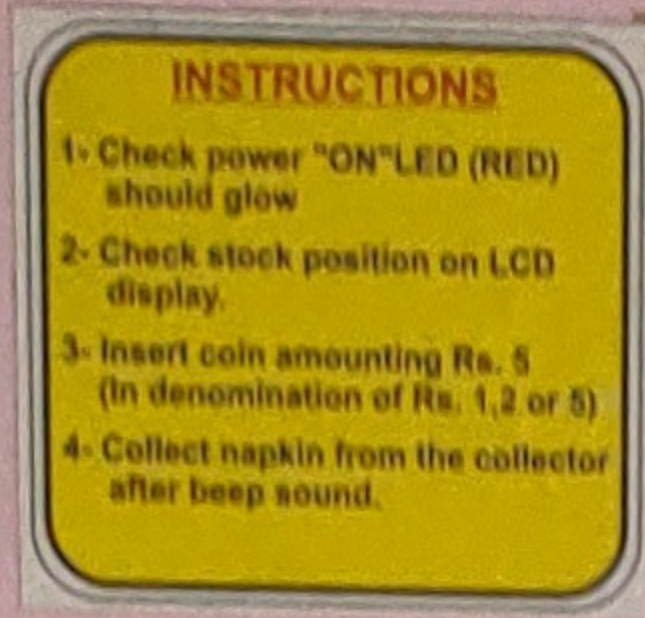 INSTRUCTIONS
1- Check power "ON"LED (RED)
should glow
2- Check stock position on LCD
display.
3- Insert coin amounting Rs. 5
(In denomination of Rs. 1,2 or 5)
4- Collect napkin from the collector
after beep sound.